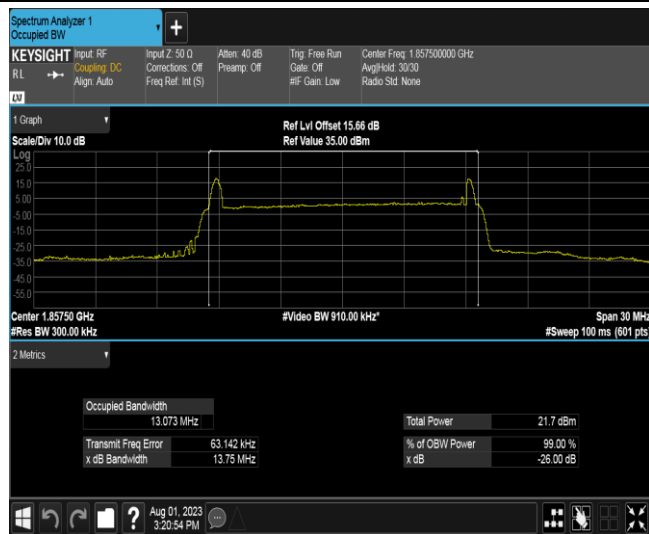 Spectrum Analyzer 1
Occupied BW
KEYSIGHT Input: RF Input Z: 50 Ω Atten: 40 dB Trig: Free Run Center Freq: 1.857500000 GHz
RL Coupling: DC Corrections: Off Preamp: Off Gate: Off Avg|Hold: 30/30
Align: Auto Freq Ref: Int (S) #IF Gain: Low Radio Std: None
1 Graph
Ref Lvl Offset 15.66 dB
Scale/Div 10.0 dB Ref Value 35.00 dBm
Log
25.0
15.0
5.00
-5.00
-15.0
-25.0
-35.0
-45.0
-55.0
Center 1.85750 GHz #Video BW 910.00 kHz* Span 30 MHz
#Res BW 300.00 kHz #Sweep 100 ms (601 pts)
2 Metrics
Occupied Bandwidth
13.073 MHz Total Power 21.7 dBm
Transmit Freq Error 63.142 kHz % of OBW Power 99.00 %
x dB Bandwidth 13.75 MHz x dB -26.00 dB
Aug 01, 2023
3:20:54 PM